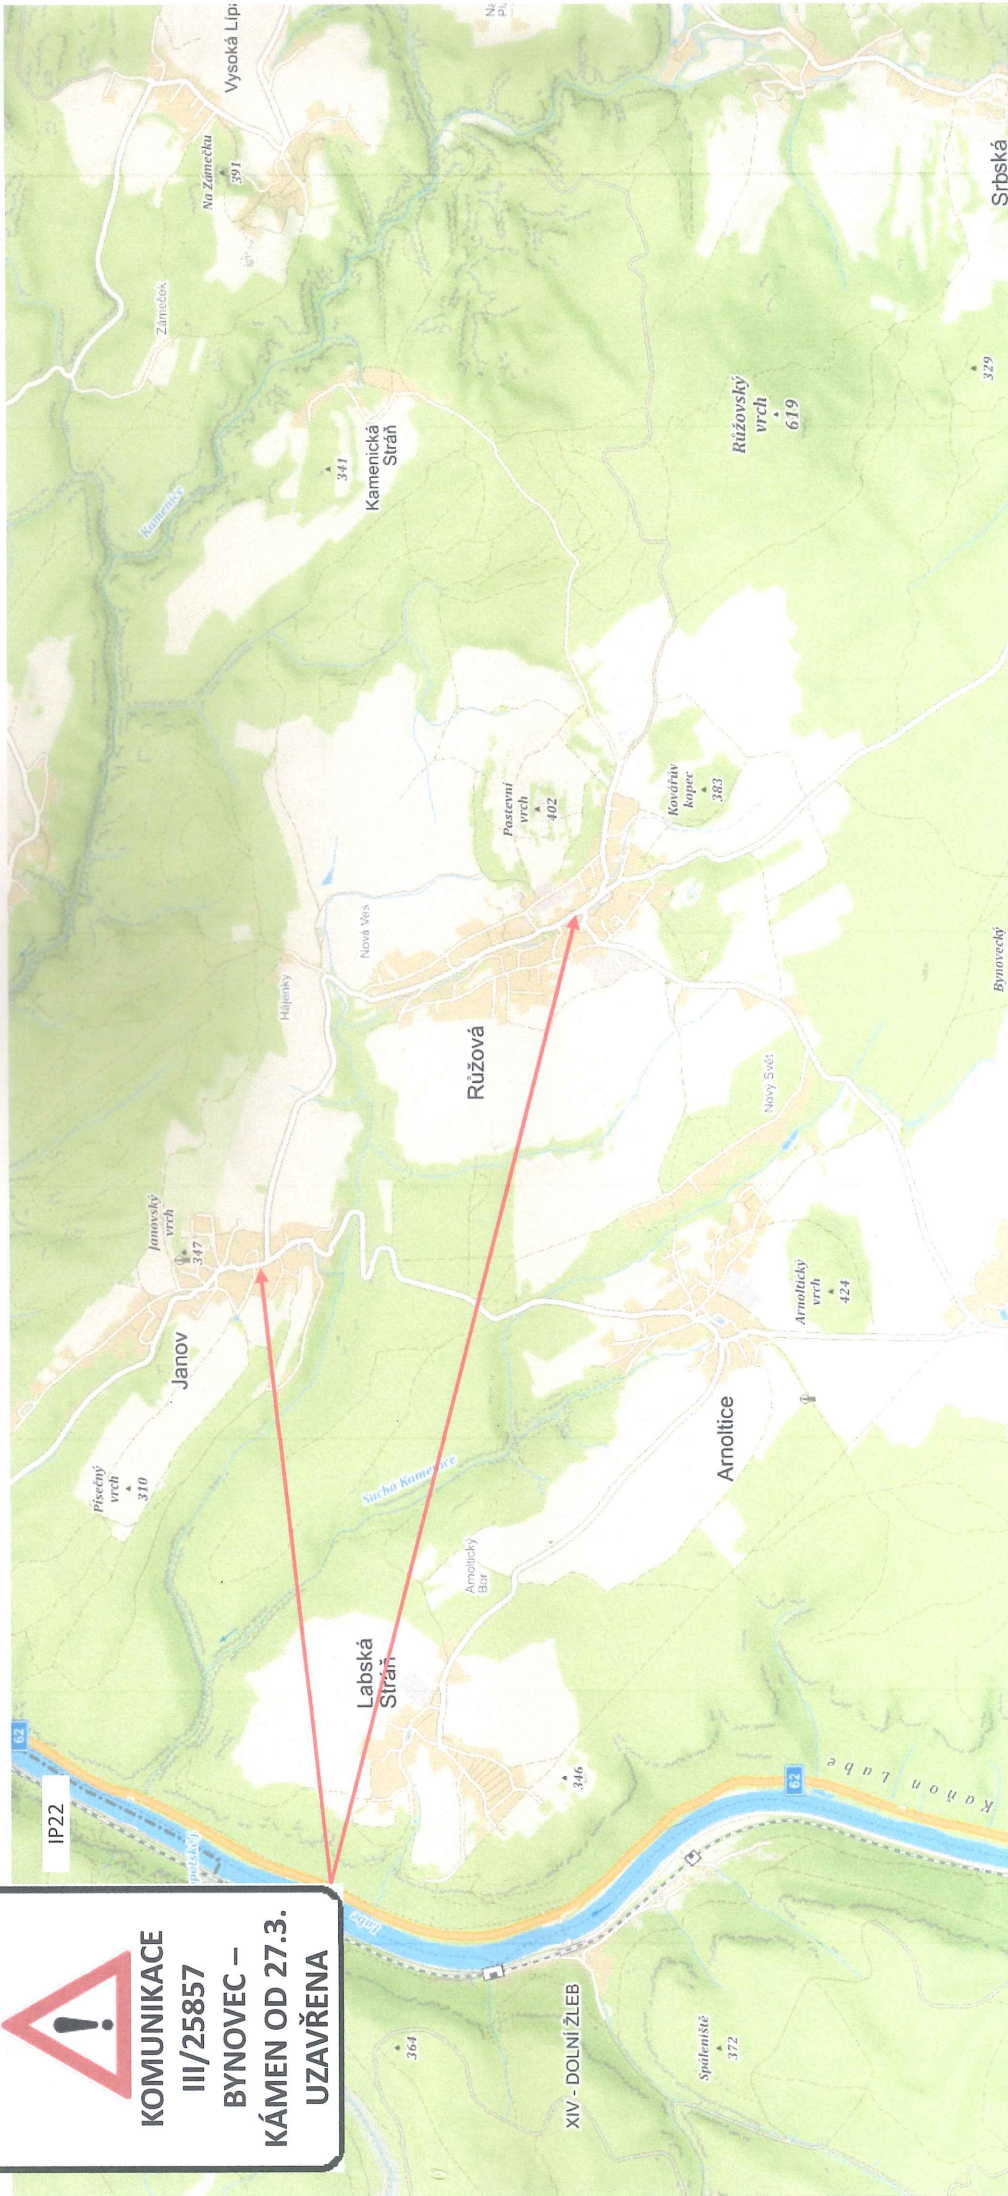 KOMUNIKACE
III/25857
BYNOVEC –
KÁMEN OD 27.3.
UZAVŘENA
IP22
62
Labe
364
XIV - DOLNÍ ŽLEB
Spáleniště
372
62
Kaňon Labe
346
Labská
Stráň
Arnoltický
Bor
Suchá Kamenice
Písečný
vrch
310
Janov
Janovský
vrch
347
Arnoltice
Arnoltický
vrch
424
Nový Svět
Růžová
Hájenky
Nová Ves
Bynovecký
Pastevní
vrch
402
Kovářův
kopec
383
Kamenice
341
Kamenická
Stráň
Růžovský
vrch
619
329
Zámeček
Na Zámečku
391
Vysoká Lípa
Srbská
Na